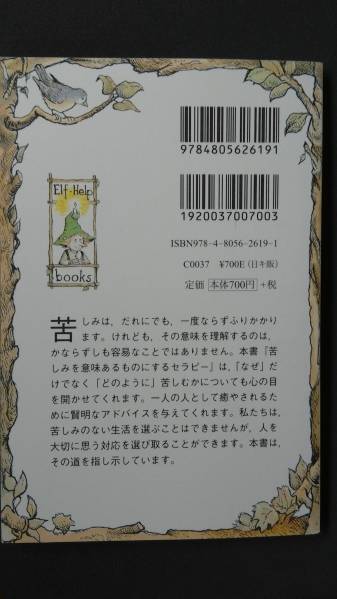 9784805626191
Elf-Help
books
1920037007003
ISBN978-4-8056-2619-1
C0037 ¥700E (日キ販)
定価 本体700円 +税
苦しみは、だれにでも、一度ならずふりかかり
ます。けれども、その意味を理解するのは、
かならずしも容易なことではありません。本書『苦
しみを意味あるものにするセラピー』は、「なぜ」だ
けでなく「どのように」苦しむかについても心の目
を開かせてくれます。一人の人として癒やされるた
めに賢明なアドバイスを与えてくれます。私たちは、
苦しみのない生活を選ぶことはできませんが、人を
大切に思う対応を選び取ることができます。本書は、
その道を指し示しています。